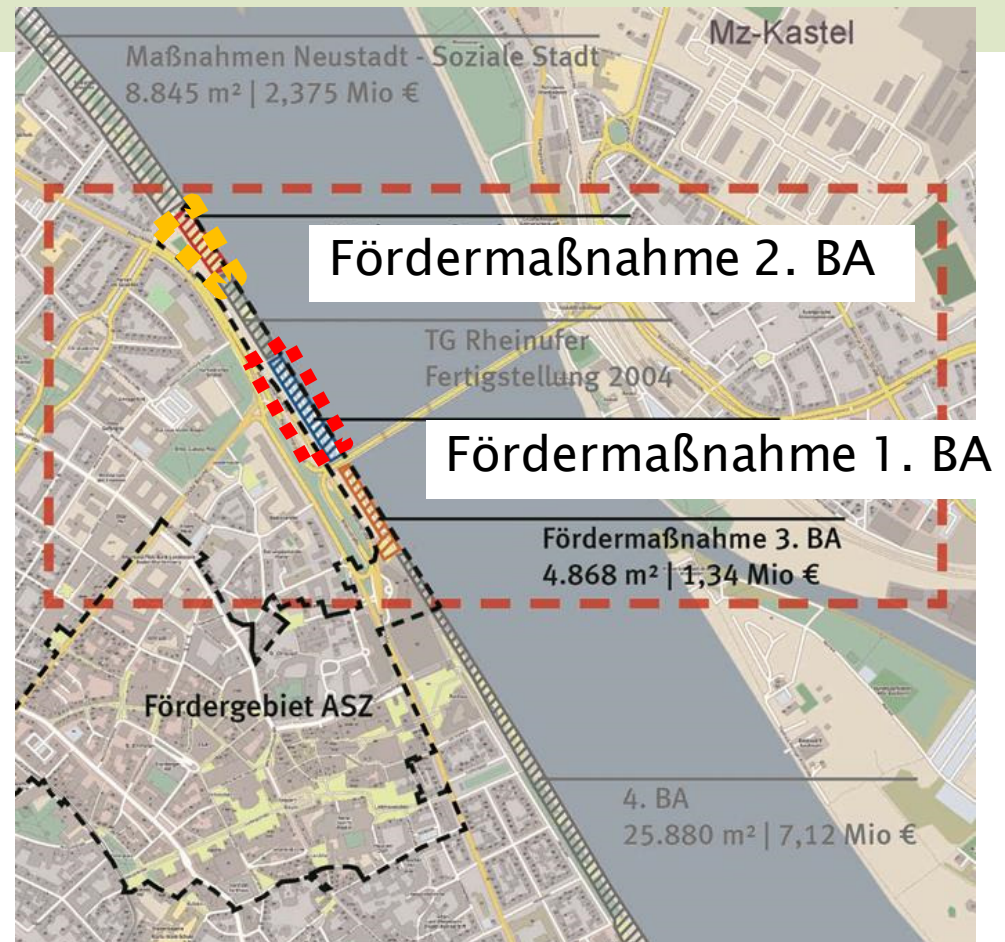 Mz-Kastel
Maßnahmen Neustadt - Soziale Stadt
8.845 m² | 2,375 Mio €
Fördermaßnahme 2. BA
TG Rheinufer
Fertigstellung 2004
Fördermaßnahme 1. BA
Fördermaßnahme 3. BA
4.868 m² | 1,34 Mio €
Fördergebiet ASZ
4. BA
25.880 m² | 7,12 Mio €